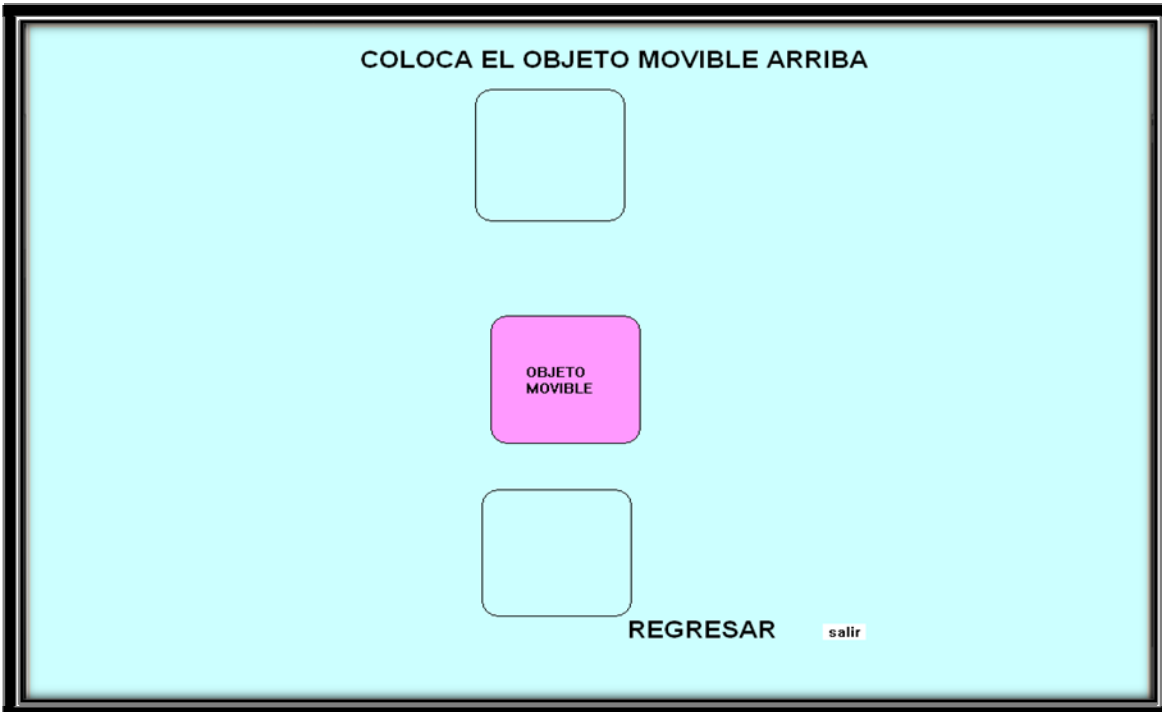 COLOCA EL OBJETO MOVIBLE ARRIBA
OBJETO
MOVIBLE
REGRESAR
salir